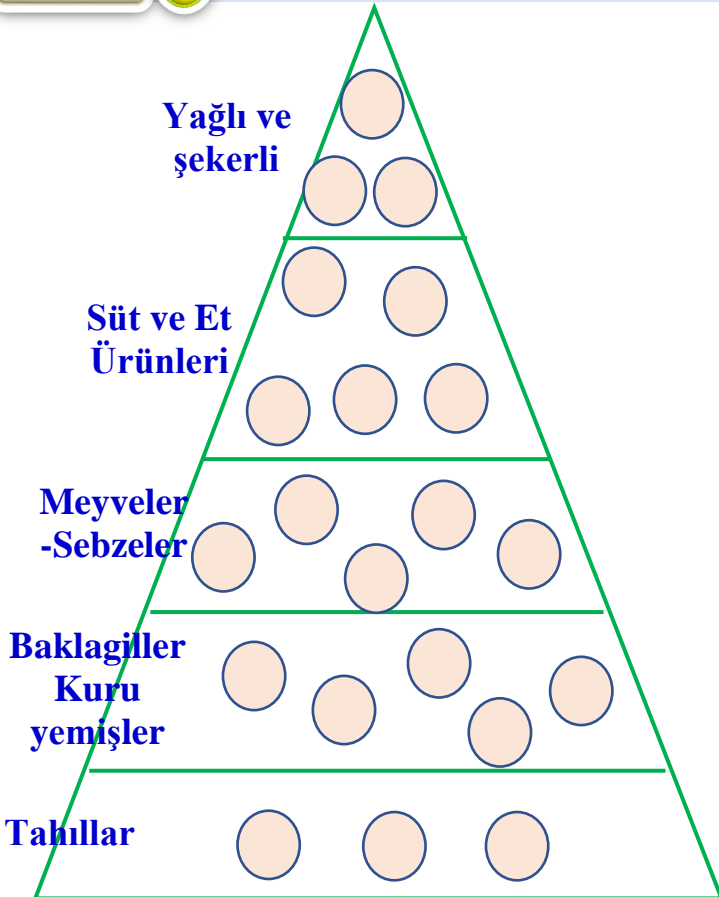 Yağlı ve
şekerli
Süt ve Et
Ürünleri
Meyveler
-Sebzeler
Baklagiller
Kuru
yemişler
Tahıllar